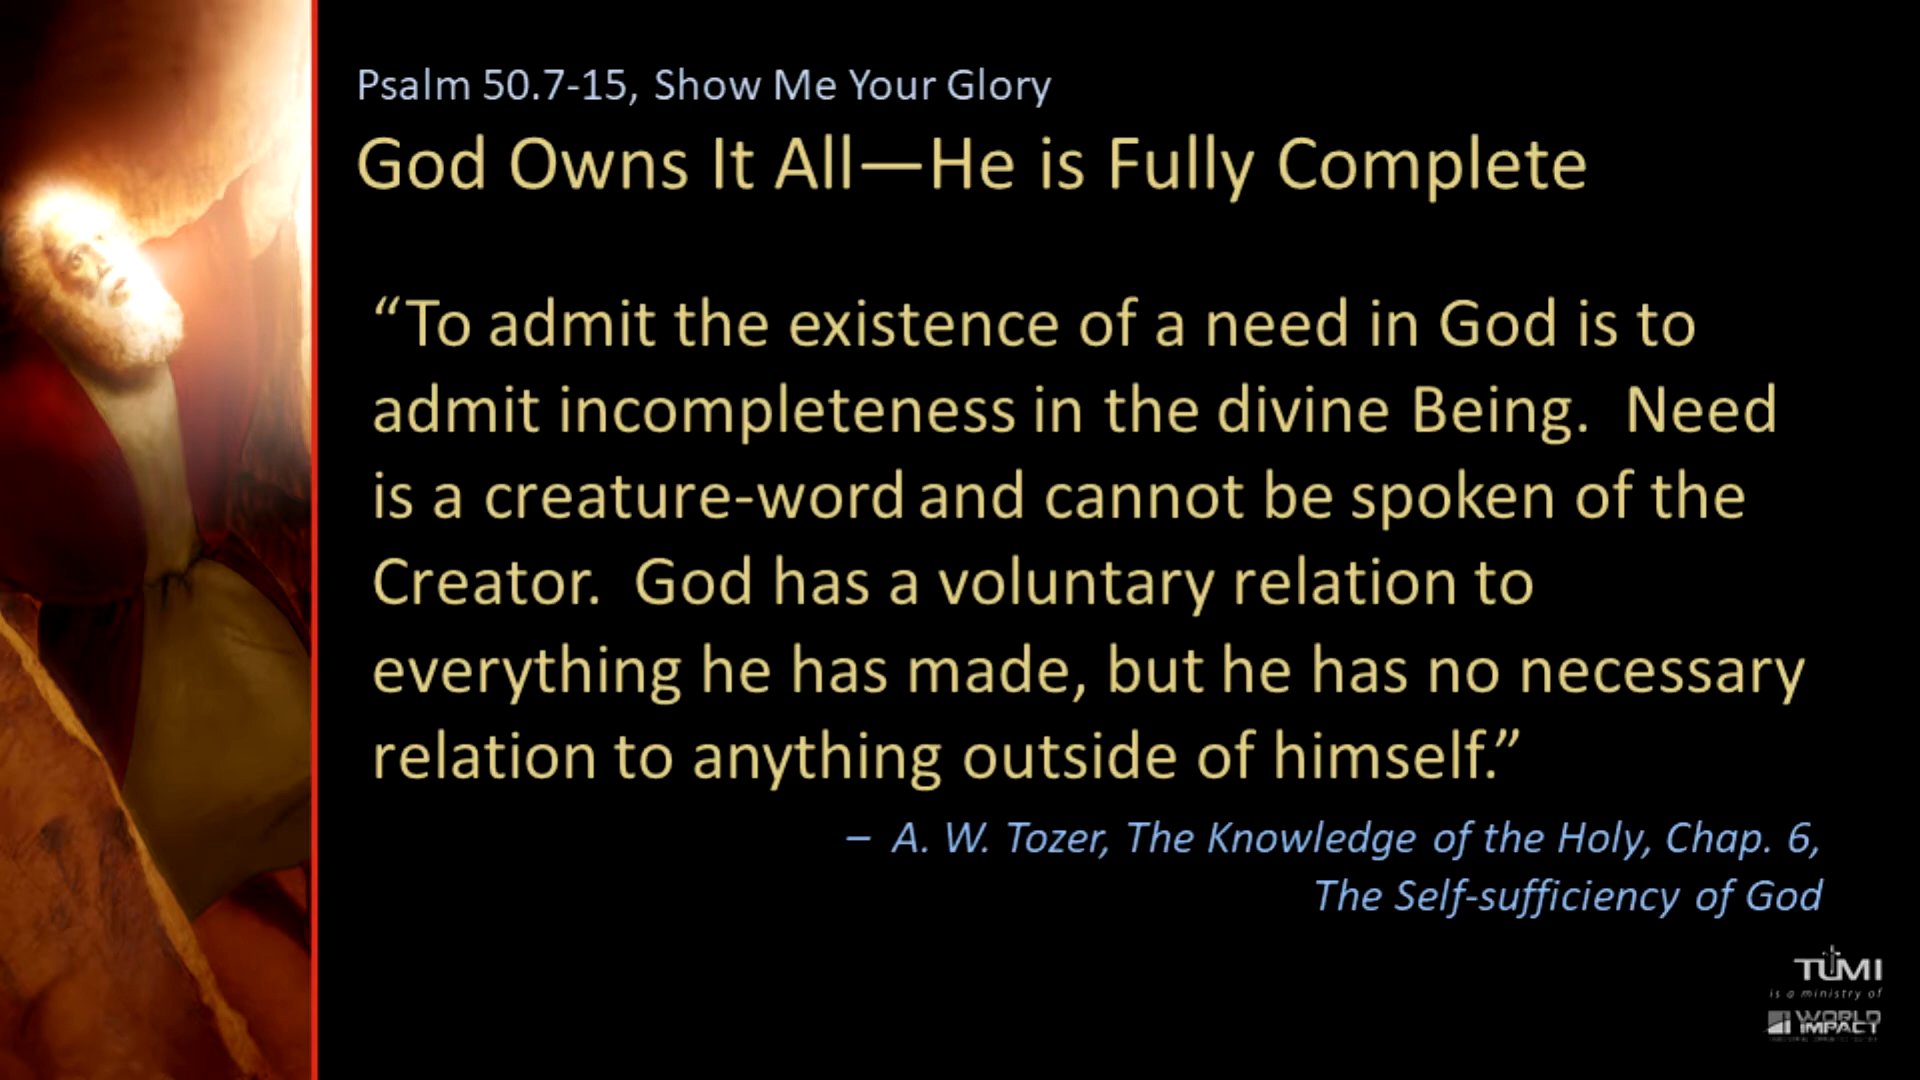 Psalm 50.7-15, Show Me Your Glory
God Owns It All—He is Fully Complete
“To admit the existence of a need in God is to
admit incompleteness in the divine Being.  Need
is a creature-word and cannot be spoken of the
Creator.  God has a voluntary relation to
everything he has made, but he has no necessary
relation to anything outside of himself.”
– A. W. Tozer, The Knowledge of the Holy, Chap. 6,
The Self-sufficiency of God
TUMI
is a ministry of
WORLD
IMPACT